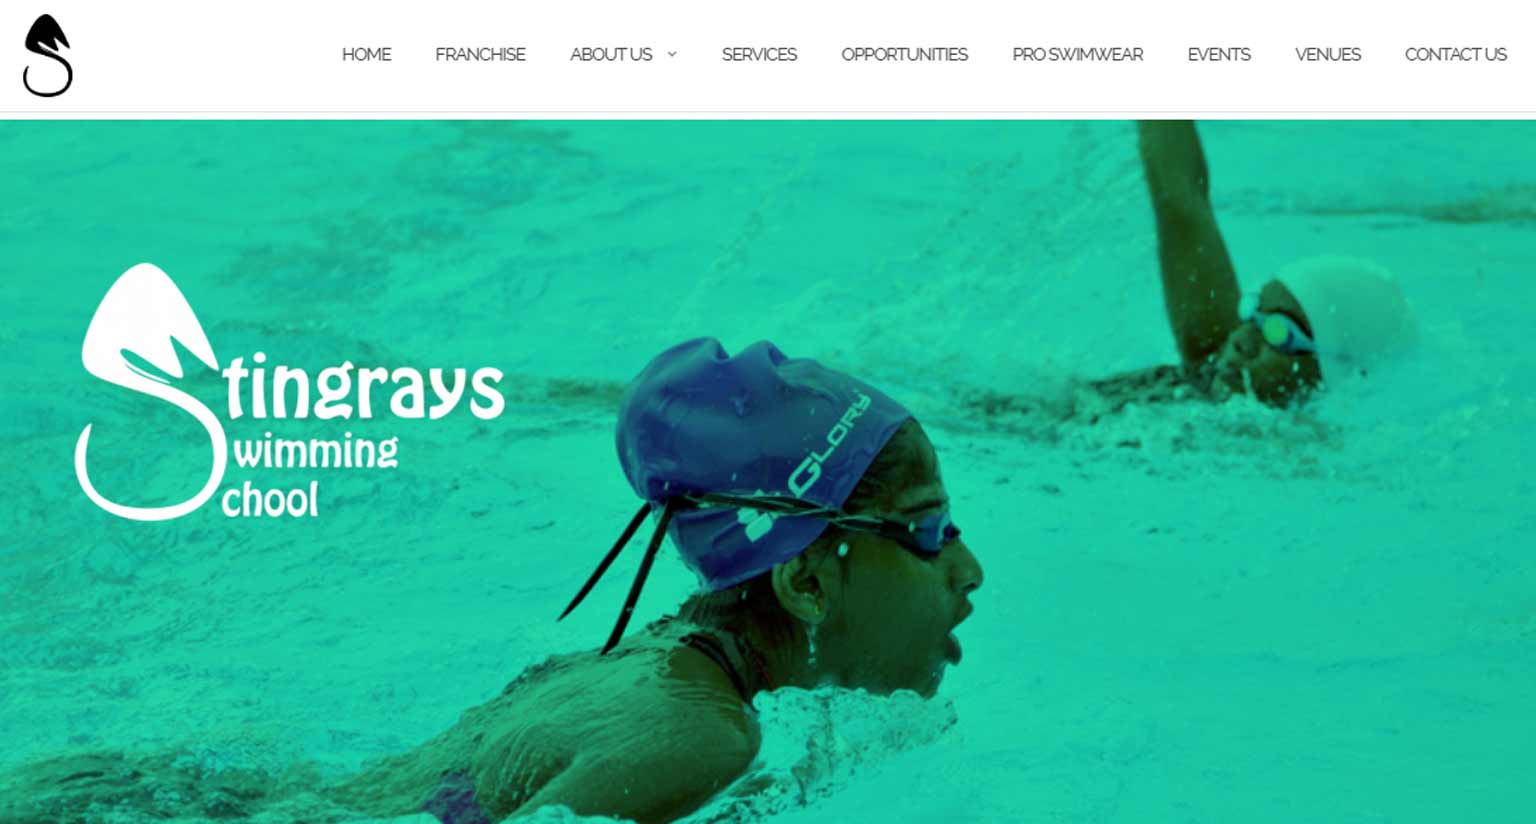 HOME FRANCHISE ABOUT US SERVICES OPPORTUNITIES PRO SWIMWEAR EVENTS VENUES CONTACT US
Stingrays
Swimming
School
GLORY